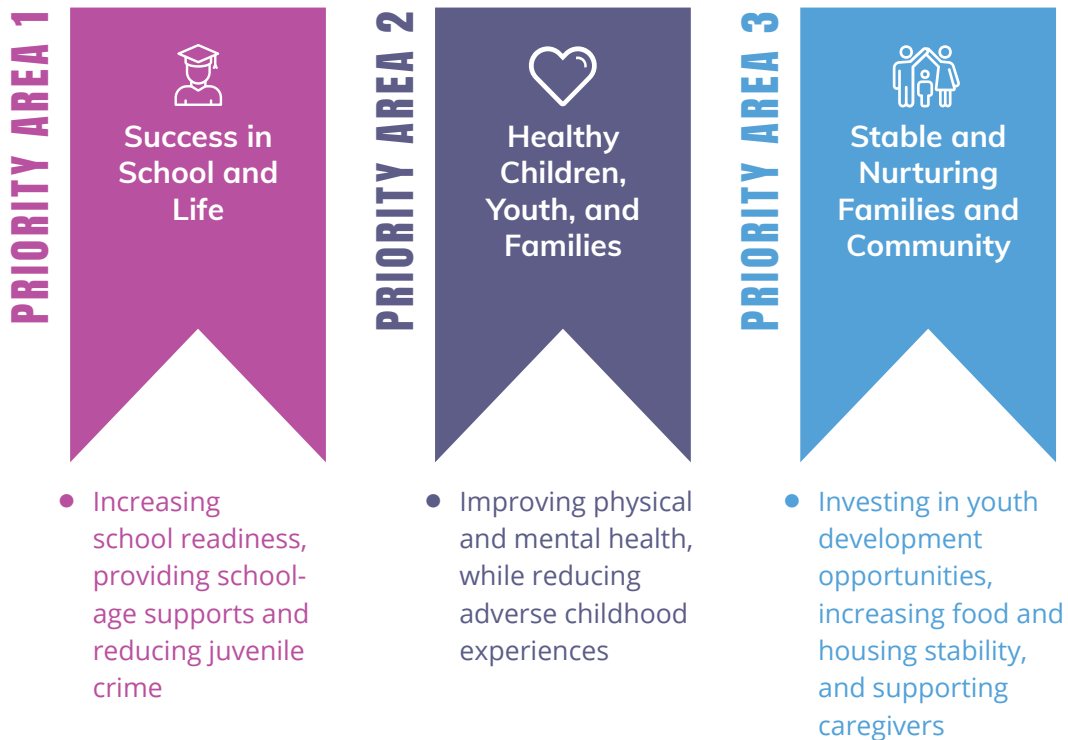 PRIORITY AREA 1
Success in
School and
Life
● Increasing
school readiness,
providing school-
age supports and
reducing juvenile
crime
PRIORITY AREA 2
Healthy
Children,
Youth, and
Families
● Improving physical
and mental health,
while reducing
adverse childhood
experiences
PRIORITY AREA 3
Stable and
Nurturing
Families and
Community
● Investing in youth
development
opportunities,
increasing food and
housing stability,
and supporting
caregivers